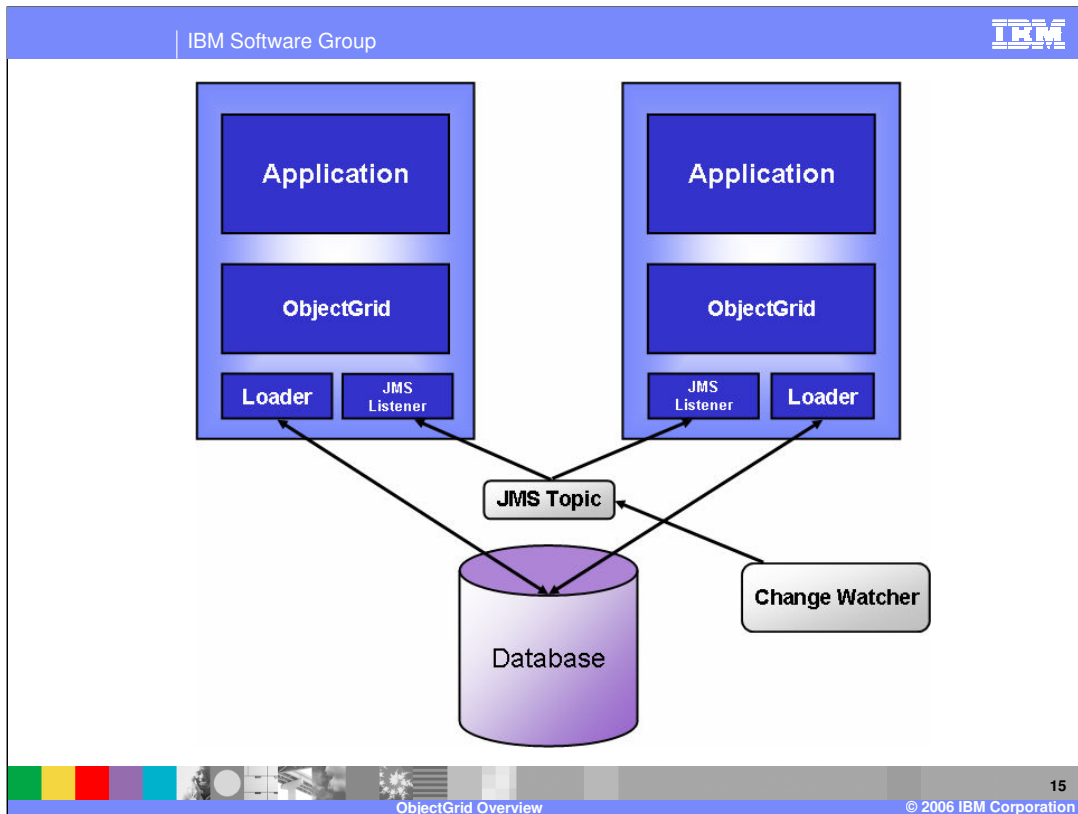 IBM Software Group
IBM
Application
ObjectGrid
Loader
JMS
Listener
Application
ObjectGrid
JMS
Listener
Loader
JMS Topic
Change Watcher
Database
15
ObjectGrid Overview
© 2006 IBM Corporation